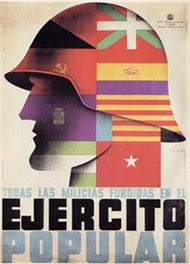 TODAS LAS MILICIAS FUNDIDAS EN EL
EJERCITO
POPULAR